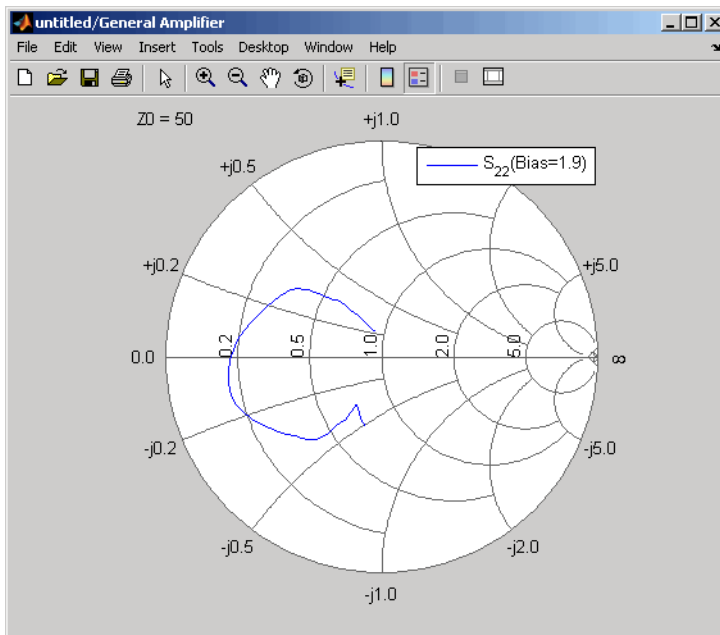 untitled/General Amplifier
File Edit View Insert Tools Desktop Window Help
Z0 = 50
+j1.0
S22(Bias=1.9)
+j0.5
+j0.2
+j5.0
0.0
0.2
0.5
1.0
2.0
5.0
∞
-j0.2
-j5.0
-j0.5
-j2.0
-j1.0